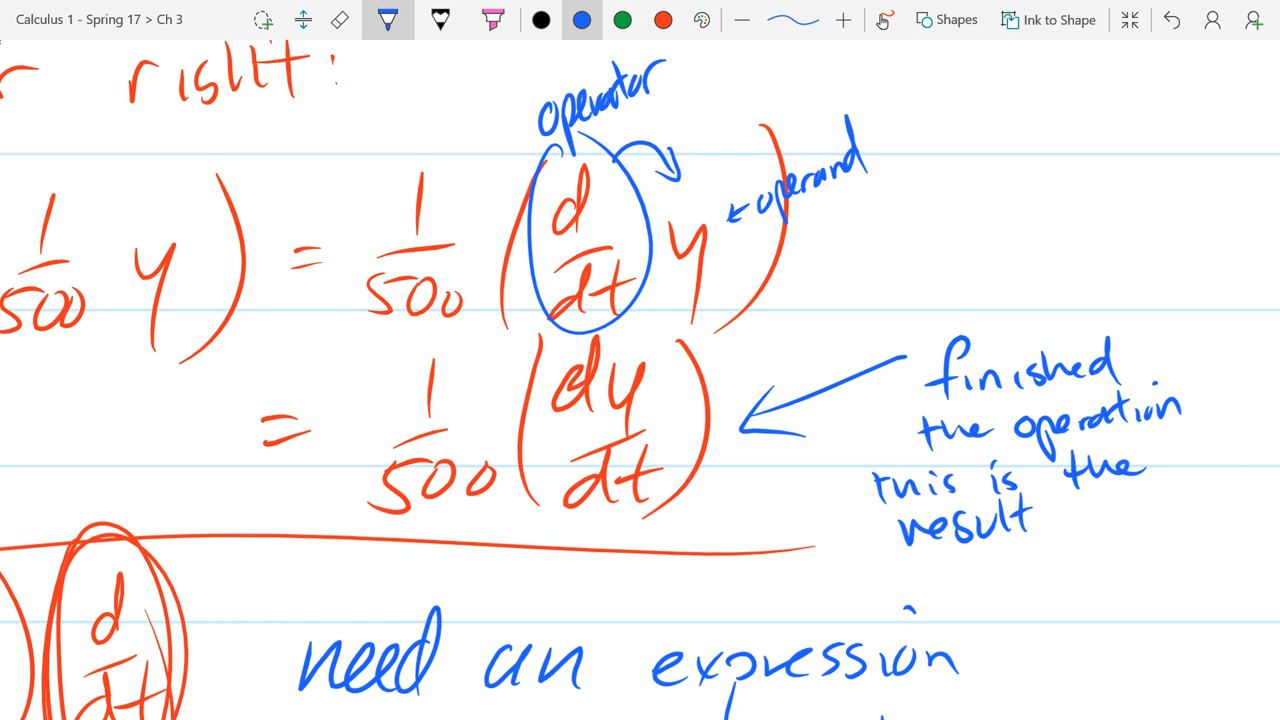 Calculus 1 - Spring 17 > Ch 3
Shapes
Ink to Shape
right:
operator
operand
1/500 y ) = 1/500 ( d/dt y )
= 1/500 ( dy/dt )
finished
the operation
this is the
result
d/dt
need an expression